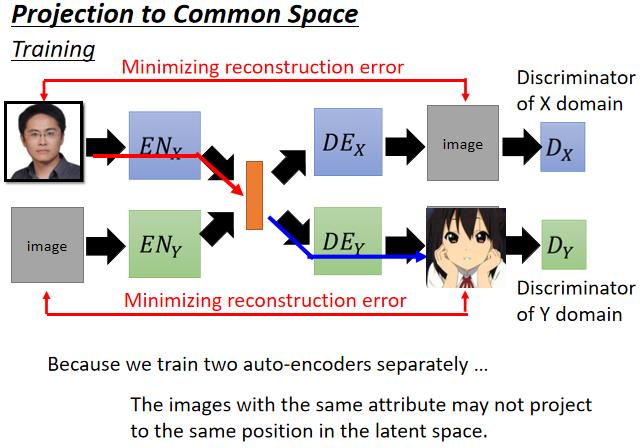 Projection to Common Space
Training
Minimizing reconstruction error
Discriminator
of X domain
EN_X
DE_X
image
D_X
image
EN_Y
DE_Y
D_Y
Minimizing reconstruction error
Discriminator
of Y domain
Because we train two auto-encoders separately …
The images with the same attribute may not project
to the same position in the latent space.